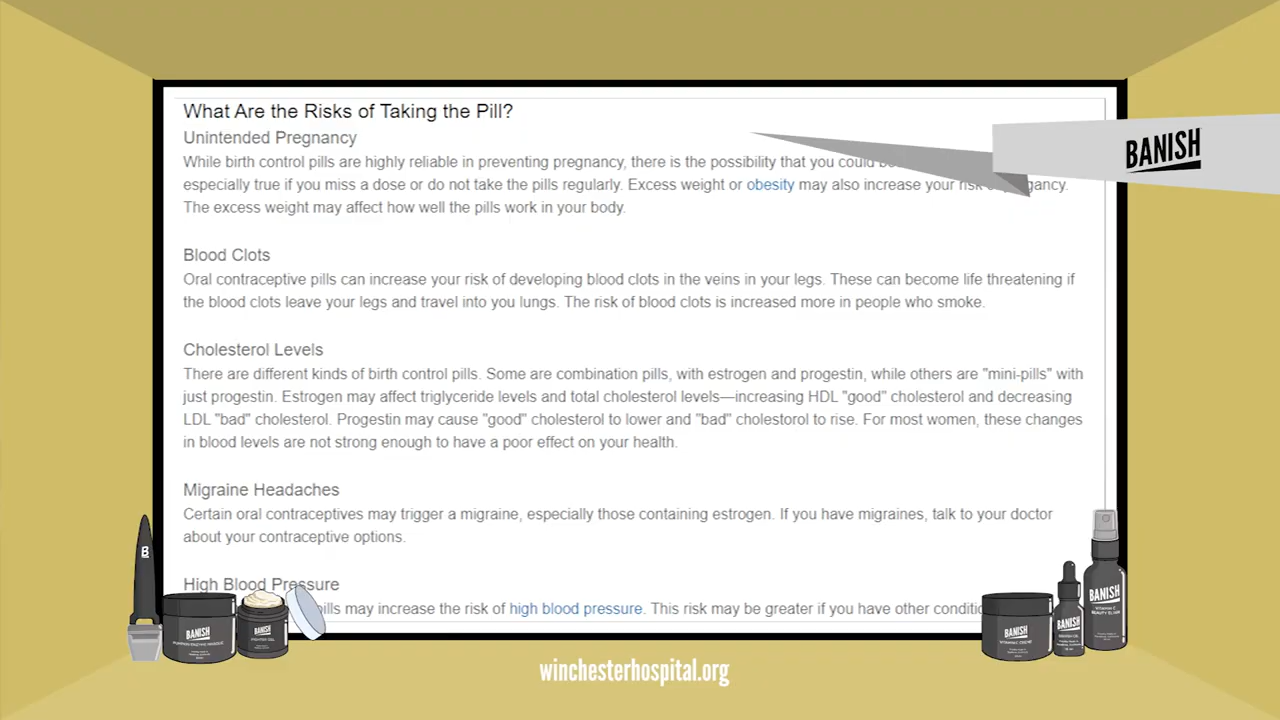 What Are the Risks of Taking the Pill?
Unintended Pregnancy
While birth control pills are highly reliable in preventing pregnancy, there is the possibility that you could
especially true if you miss a dose or do not take the pills regularly. Excess weight or obesity may also increase your risk
The excess weight may affect how well the pills work in your body.
BANISH
Blood Clots
Oral contraceptive pills can increase your risk of developing blood clots in the veins in your legs. These can become life threatening if
the blood clots leave your legs and travel into you lungs. The risk of blood clots is increased more in people who smoke.
Cholesterol Levels
There are different kinds of birth control pills. Some are combination pills, with estrogen and progestin, while others are "mini-pills" with
just progestin. Estrogen may affect triglyceride levels and total cholesterol levels—increasing HDL "good" cholesterol and decreasing
LDL "bad" cholesterol. Progestin may cause "good" cholesterol to lower and "bad" cholestorol to rise. For most women, these changes
in blood levels are not strong enough to have a poor effect on your health.
Migraine Headaches
Certain oral contraceptives may trigger a migraine, especially those containing estrogen. If you have migraines, talk to your doctor
about your contraceptive options.
High Blood Pressure
may increase the risk of high blood pressure. This risk may be greater if you have other
B
BANISH
BANISH
BANISH
BANISH
BANISH
VITAMIN C
BEAUTY ELIXIR
winchesterhospital.org